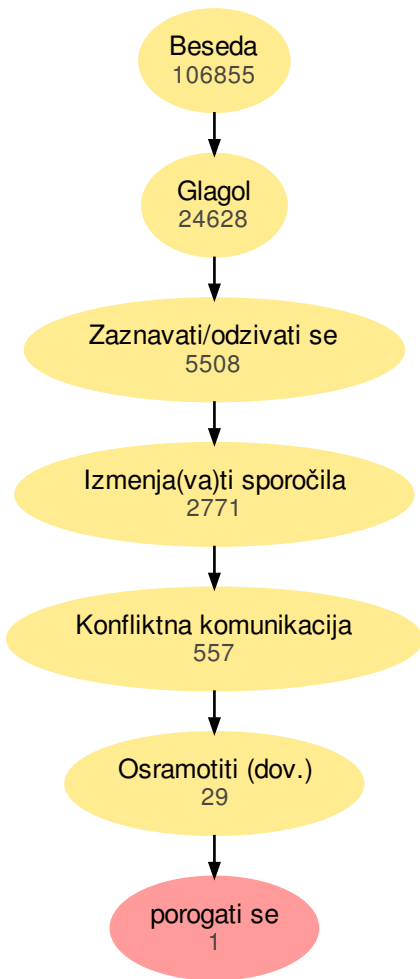 Beseda
106855
Glagol
24628
Zaznavati/odzivati se
5508
Izmenja(va)ti sporočila
2771
Konfliktna komunikacija
557
Osramotiti (dov.)
29
porogati se
1